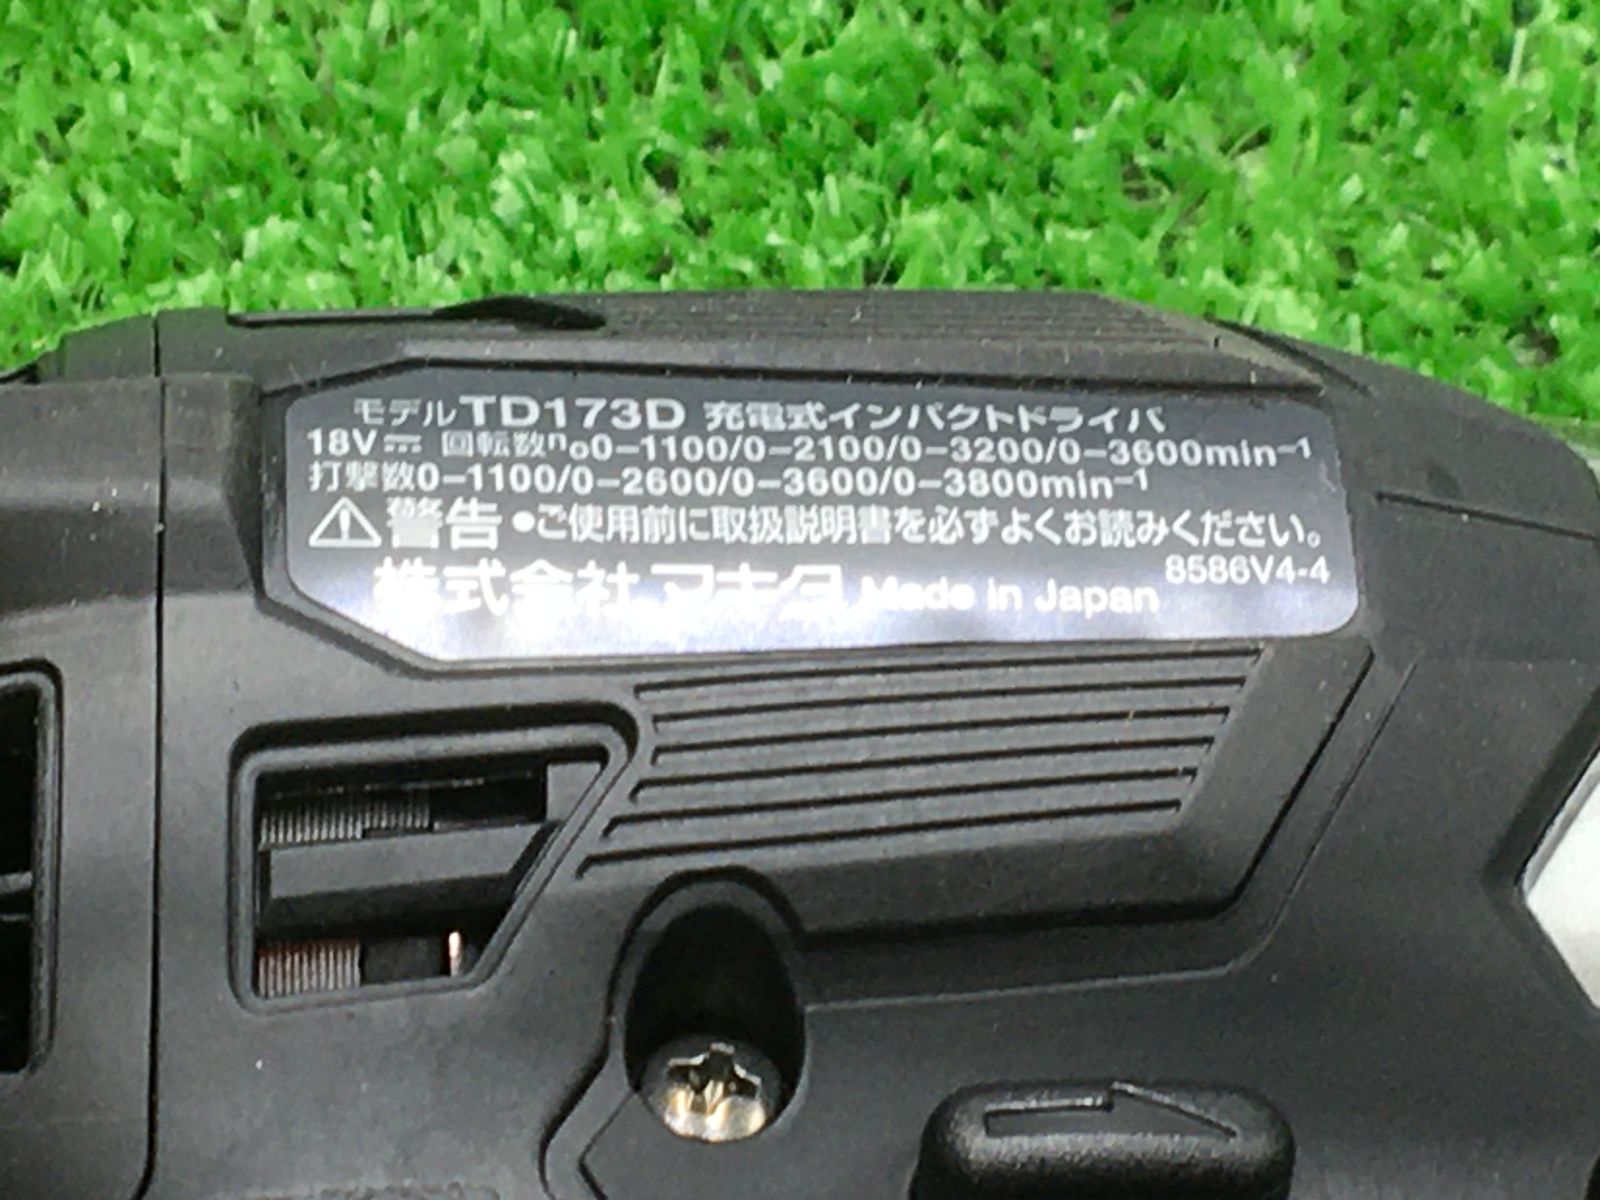 モデルTD173D 充電式インパクトドライバ
18V⎓ 回転数n₀0-1100/0-2100/0-3200/0-3600min⁻¹
打撃数0-1100/0-2600/0-3600/0-3800min⁻¹
⚠警告 ●ご使用前に取扱説明書を必ずよくお読みください。
株式会社マキタ Made in Japan 8586V4-4